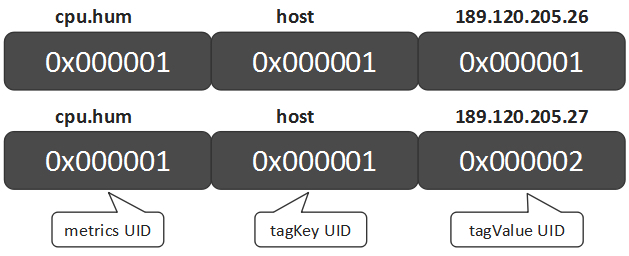 cpu.hum host 189.120.205.26
0x000001 0x000001 0x000001
cpu.hum host 189.120.205.27
0x000001 0x000001 0x000002
metrics UID tagKey UID tagValue UID